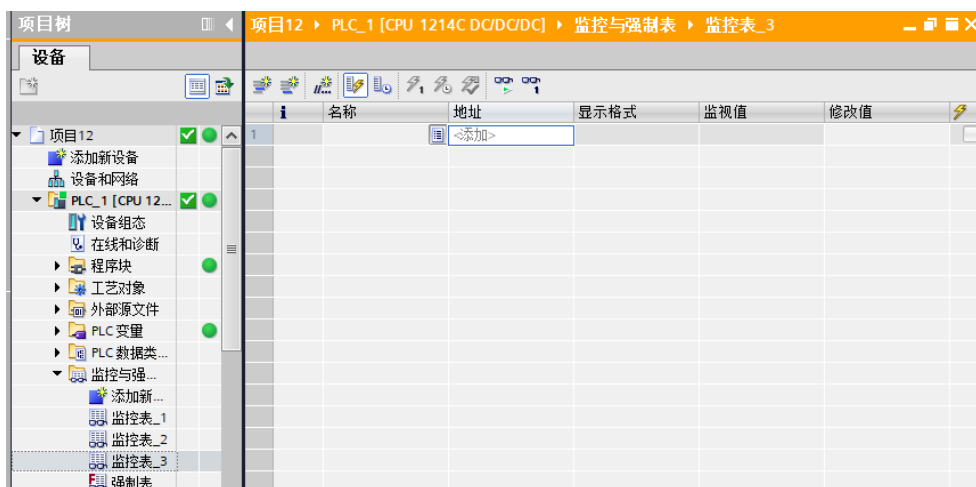 项目树
项目12 ▸ PLC_1 [CPU 1214C DC/DC/DC] ▸ 监控与强制表 ▸ 监控表_3
设备
i 名称 地址 显示格式 监视值 修改值
1 <添加>
项目12
添加新设备
设备和网络
PLC_1 [CPU 12...
设备组态
在线和诊断
程序块
工艺对象
外部源文件
PLC 变量
PLC 数据类...
监控与强...
添加新...
监控表_1
监控表_2
监控表_3
强制表